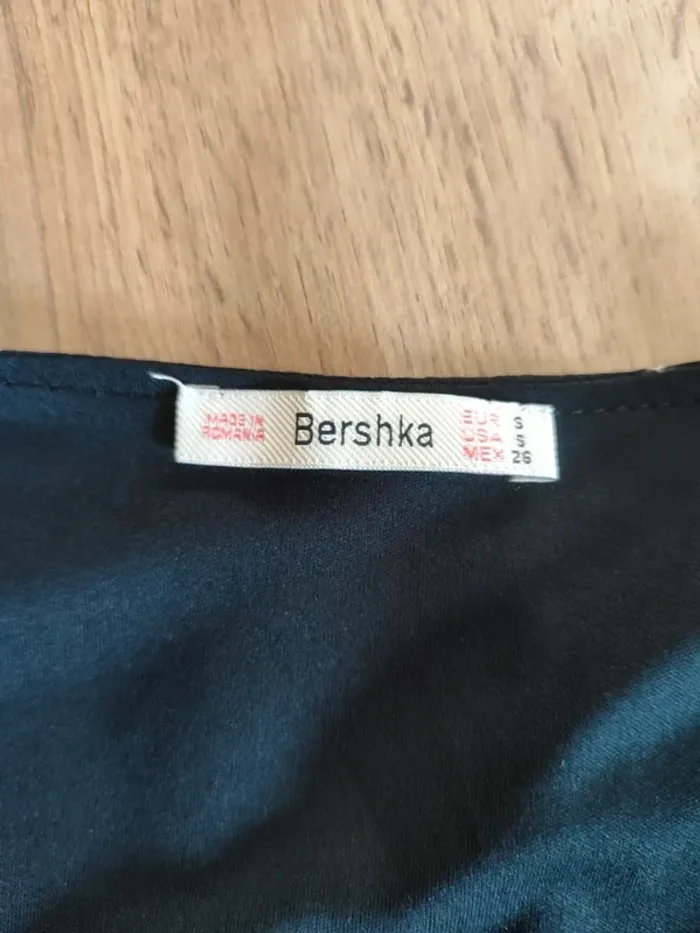 MADE IN
ROMANIA
Bershka
EUR S
USA S
MEX 26